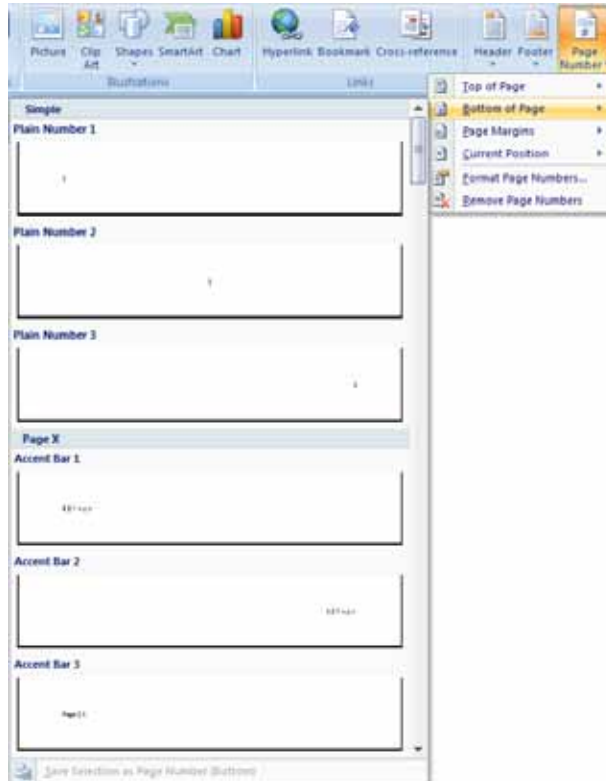 Picture Clip Art Shapes SmartArt Chart Hyperlink Bookmark Cross-reference Header Footer Page Number
Illustrations Links
Top of Page
Bottom of Page
Page Margins
Current Position
Format Page Numbers...
Remove Page Numbers
Simple
Plain Number 1
1
Plain Number 2
1
Plain Number 3
1
Page X
Accent Bar 1
Accent Bar 2
Accent Bar 3
Save Selection as Page Number (Bottom)